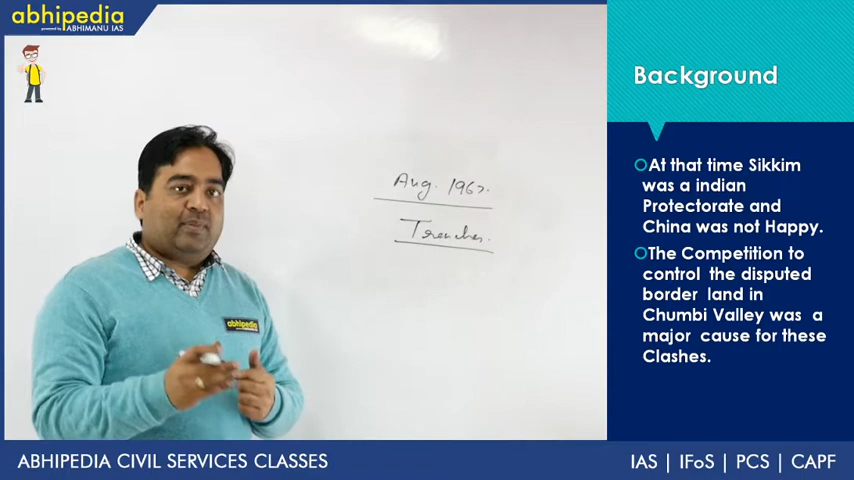 abhipedia
powered by ABHIMANU IAS
Aug. 1967.
Trenches.
abhipedia
Background
At that time Sikkim
was a indian
Protectorate and
China was not Happy.
The Competition to
control the disputed
border land in
Chumbi Valley was a
major cause for these
Clashes.
ABHIPEDIA CIVIL SERVICES CLASSES
IAS | IFoS | PCS | CAPF